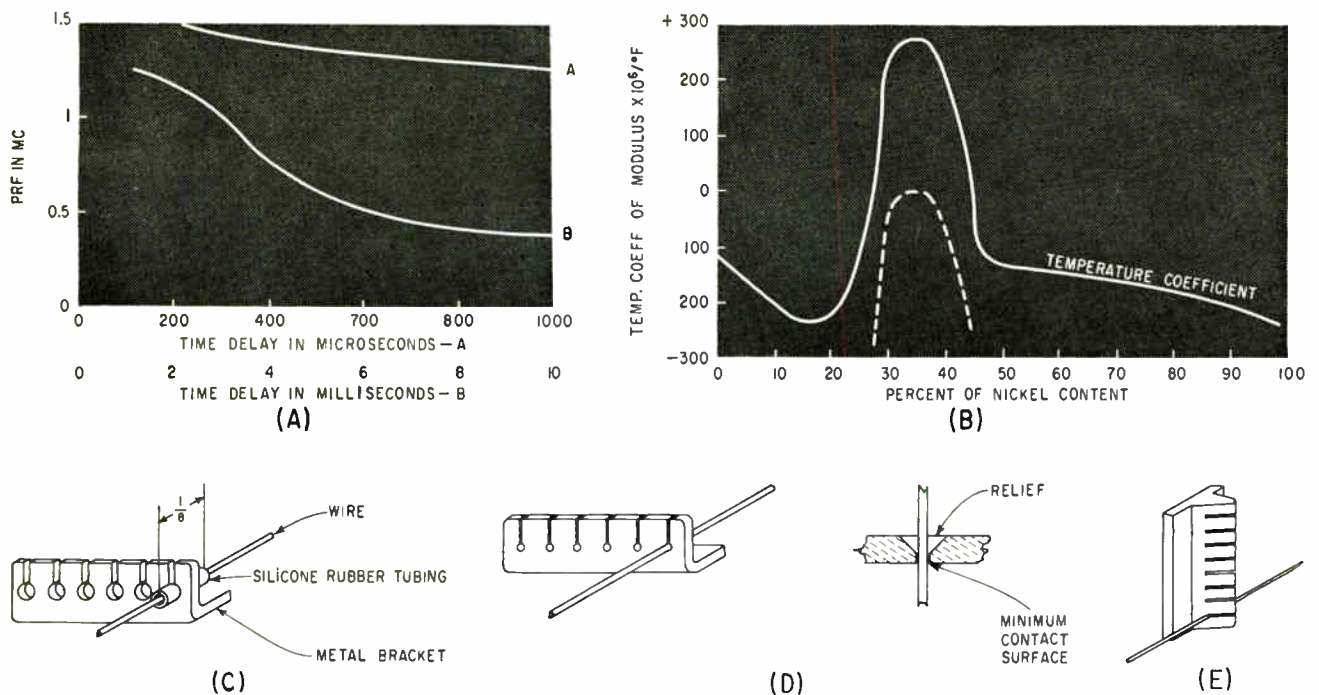 1.5
1
0.5
0
PRF IN MC
A
B
0 200 400 600 800 1000
TIME DELAY IN MICROSECONDS—A
0 2 4 6 8 10
TIME DELAY IN MILLISECONDS—B
(A)
+ 300
200
100
0
100
200
−300
TEMP. COEFF OF MODULUS X10⁶/°F
TEMPERATURE COEFFICIENT
0 10 20 30 40 50 60 70 80 90 100
PERCENT OF NICKEL CONTENT
(B)
1/8
WIRE
SILICONE RUBBER TUBING
METAL BRACKET
(C)
RELIEF
MINIMUM
CONTACT
SURFACE
(D)
(E)